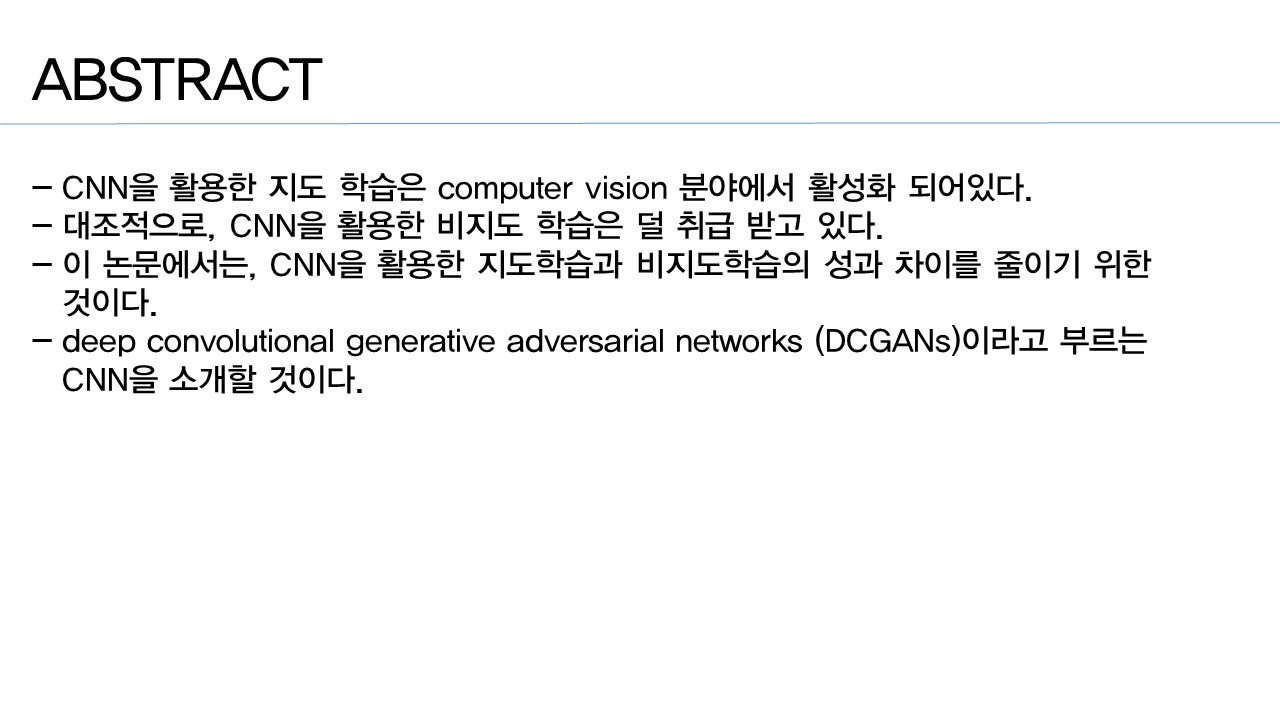 ABSTRACT
– CNN을 활용한 지도 학습은 computer vision 분야에서 활성화 되어있다.
– 대조적으로, CNN을 활용한 비지도 학습은 덜 취급 받고 있다.
– 이 논문에서는, CNN을 활용한 지도학습과 비지도학습의 성과 차이를 줄이기 위한
것이다.
– deep convolutional generative adversarial networks (DCGANs)이라고 부르는
CNN을 소개할 것이다.